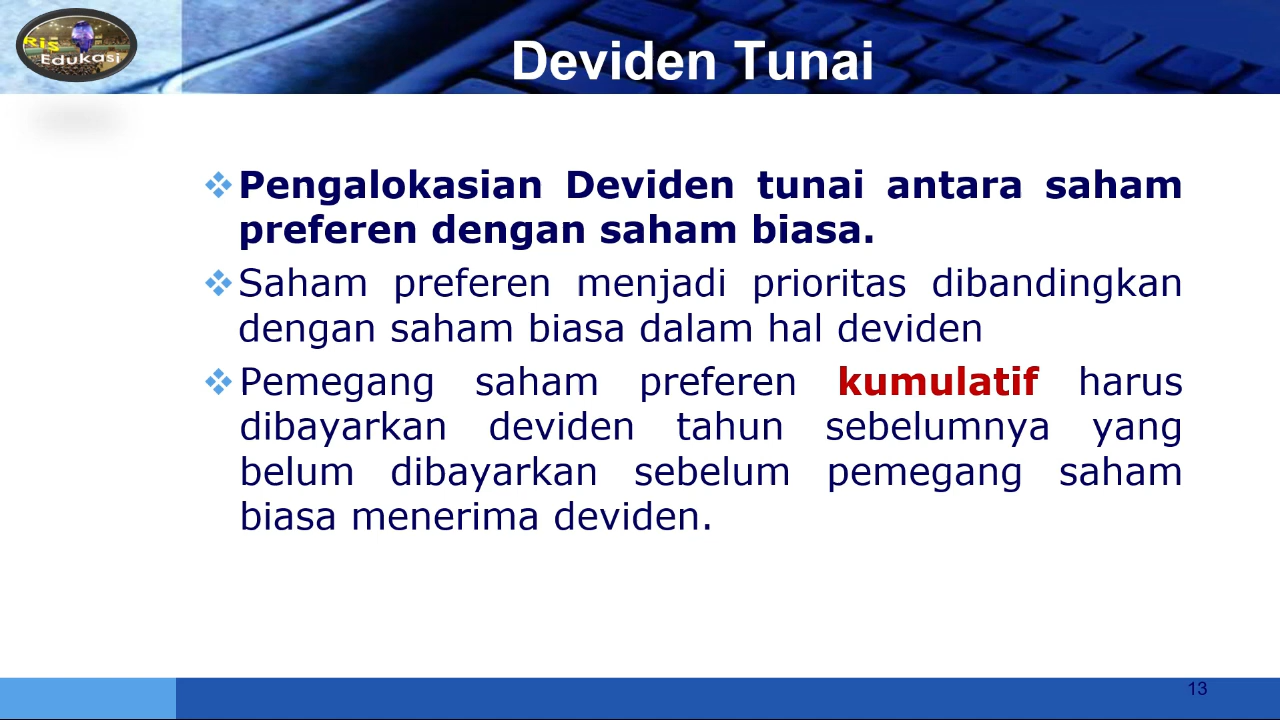 Ris
Edukasi
Deviden Tunai
Pengalokasian Deviden tunai antara saham
preferen dengan saham biasa.
Saham preferen menjadi prioritas dibandingkan
dengan saham biasa dalam hal deviden
Pemegang saham preferen kumulatif harus
dibayarkan deviden tahun sebelumnya yang
belum dibayarkan sebelum pemegang saham
biasa menerima deviden.
13